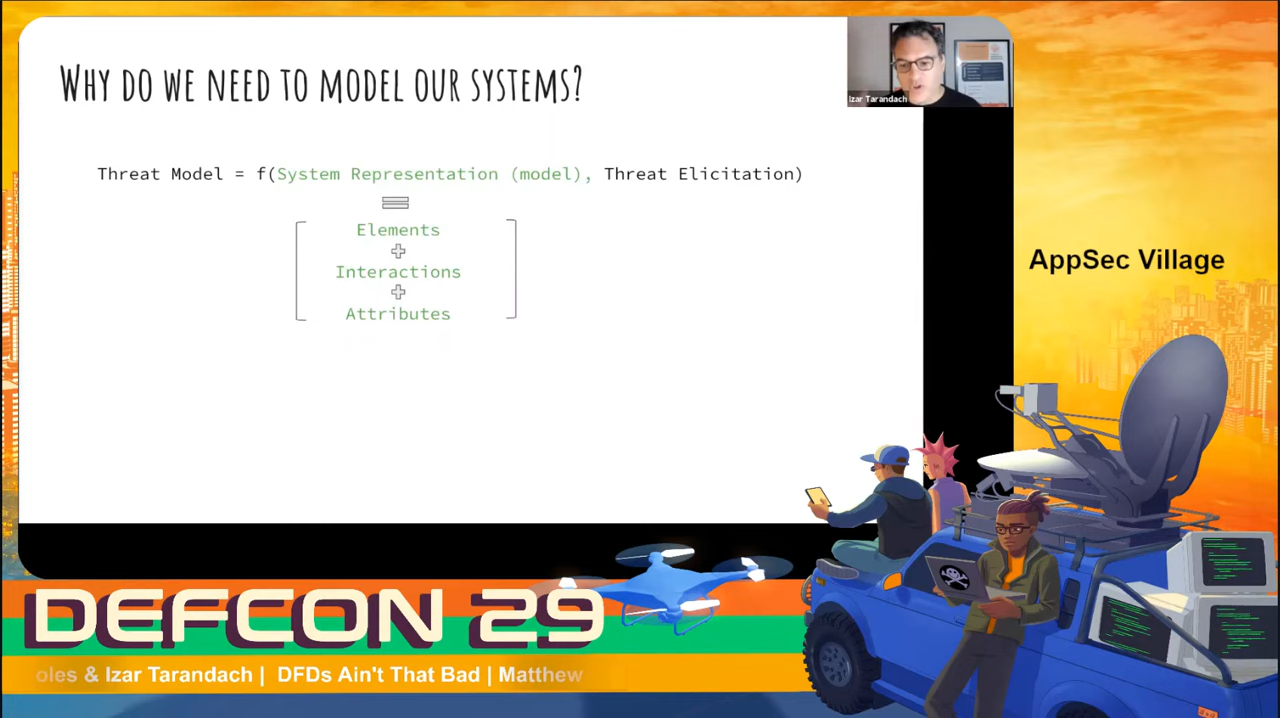 WHY DO WE NEED TO MODEL OUR SYSTEMS?
Izar Tarandach
Threat Model = f(System Representation (model), Threat Elicitation)
Elements
Interactions
Attributes
AppSec Village
DEFCON 29
oles & Izar Tarandach | DFDs Ain't That Bad | Matthew